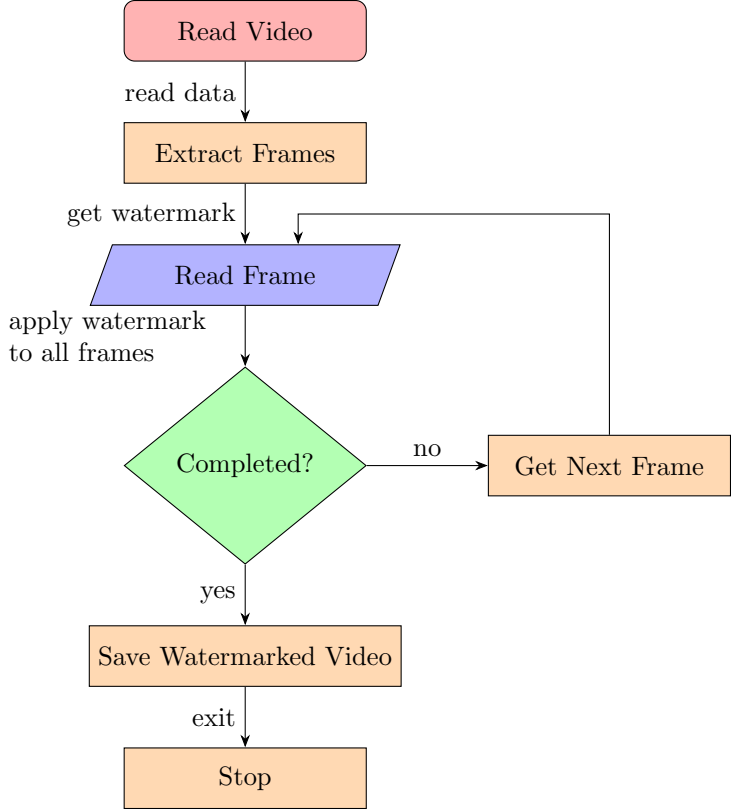 Read Video
read data
Extract Frames
get watermark
Read Frame
apply watermark
to all frames
Completed?
no
Get Next Frame
yes
Save Watermarked Video
exit
Stop